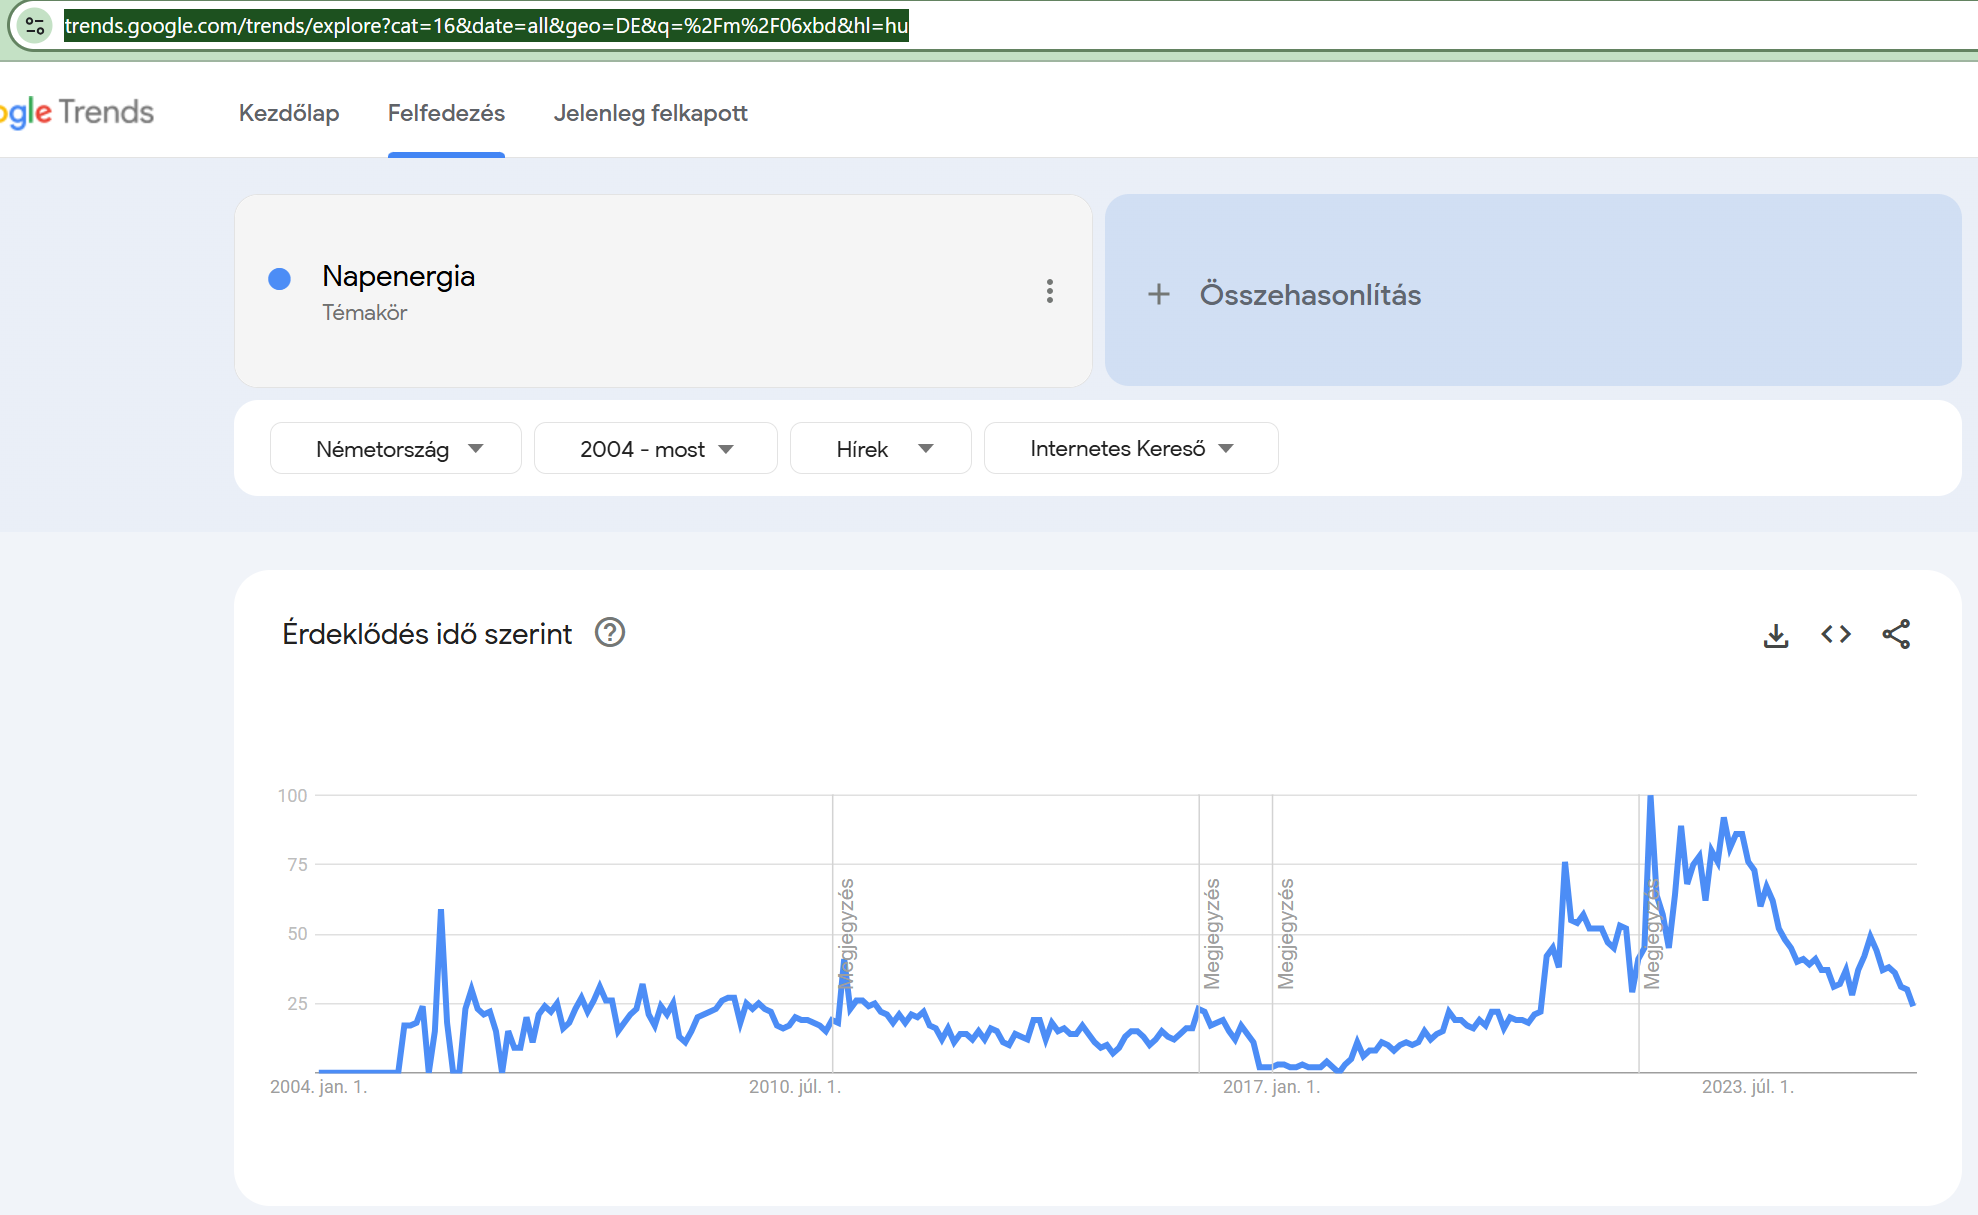 trends.google.com/trends/explore?cat=16&date=all&geo=DE&q=%2Fm%2F06xbd&hl=hu
ogle Trends
Kezdőlap
Felfedezés
Jelenleg felkapott
Napenergia
Témakör
+ Összehasonlítás
Németország
2004 - most
Hírek
Internetes Kereső
Érdeklődés idő szerint
100
75
50
25
Megjegyzés
Megjegyzés
Megjegyzés
Megjegyzés
2004. jan. 1.
2010. júl. 1.
2017. jan. 1.
2023. júl. 1.